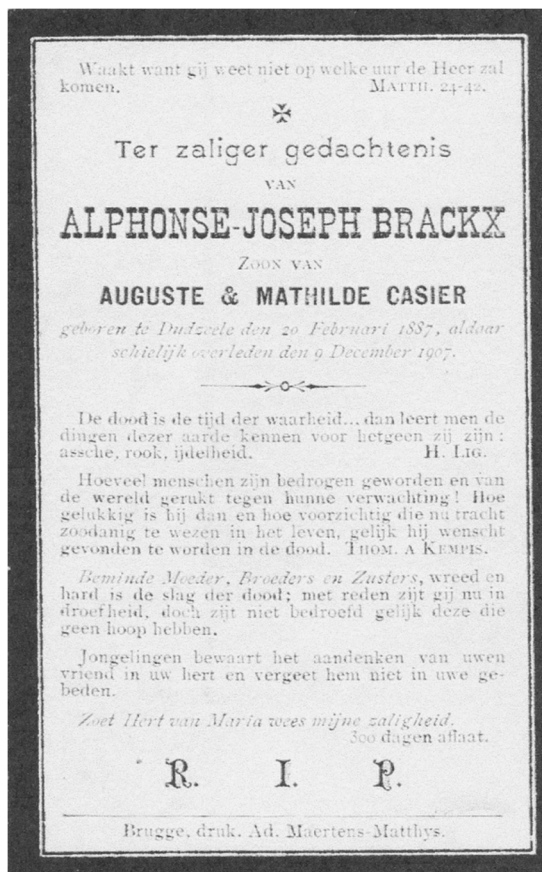 Waakt want gij weet niet op welke uur de Heer zal
komen. MATTH. 24-42.
Ter zaliger gedachtenis
VAN
ALPHONSE-JOSEPH BRACKX
ZOON VAN
AUGUSTE & MATHILDE CASIER
geboren te Dudzeele den 20 Februari 1887, aldaar
schielijk overleden den 9 December 1907.
De dood is de tijd der waarheid... dan leert men de
dingen dezer aarde kennen voor hetgeen zij zijn :
assche, rook, ijdelheid. H. LIG.
Hoeveel menschen zijn bedrogen geworden en van
de wereld gerukt tegen hunne verwachting! Hoe
gelukkig is hij dan en hoe voorzichtig die nu tracht
zoodanig te wezen in het leven, gelijk hij wenscht
gevonden te worden in de dood. THOM. A KEMPIS.
Beminde Moeder, Broeders en Zusters, wreed en
hard is de slag der dood; met reden zijt gij nu in
droefheid, doch zijt niet bedroefd gelijk deze die
geen hoop hebben.
Jongelingen bewaart het aandenken van uwen
vriend in uw hert en vergeet hem niet in uwe ge-
beden.
Zoet Hert van Maria wees mijne zaligheid.
300 dagen aflaat.
R. I. P.
Brugge, druk. Ad. Maertens-Matthys.